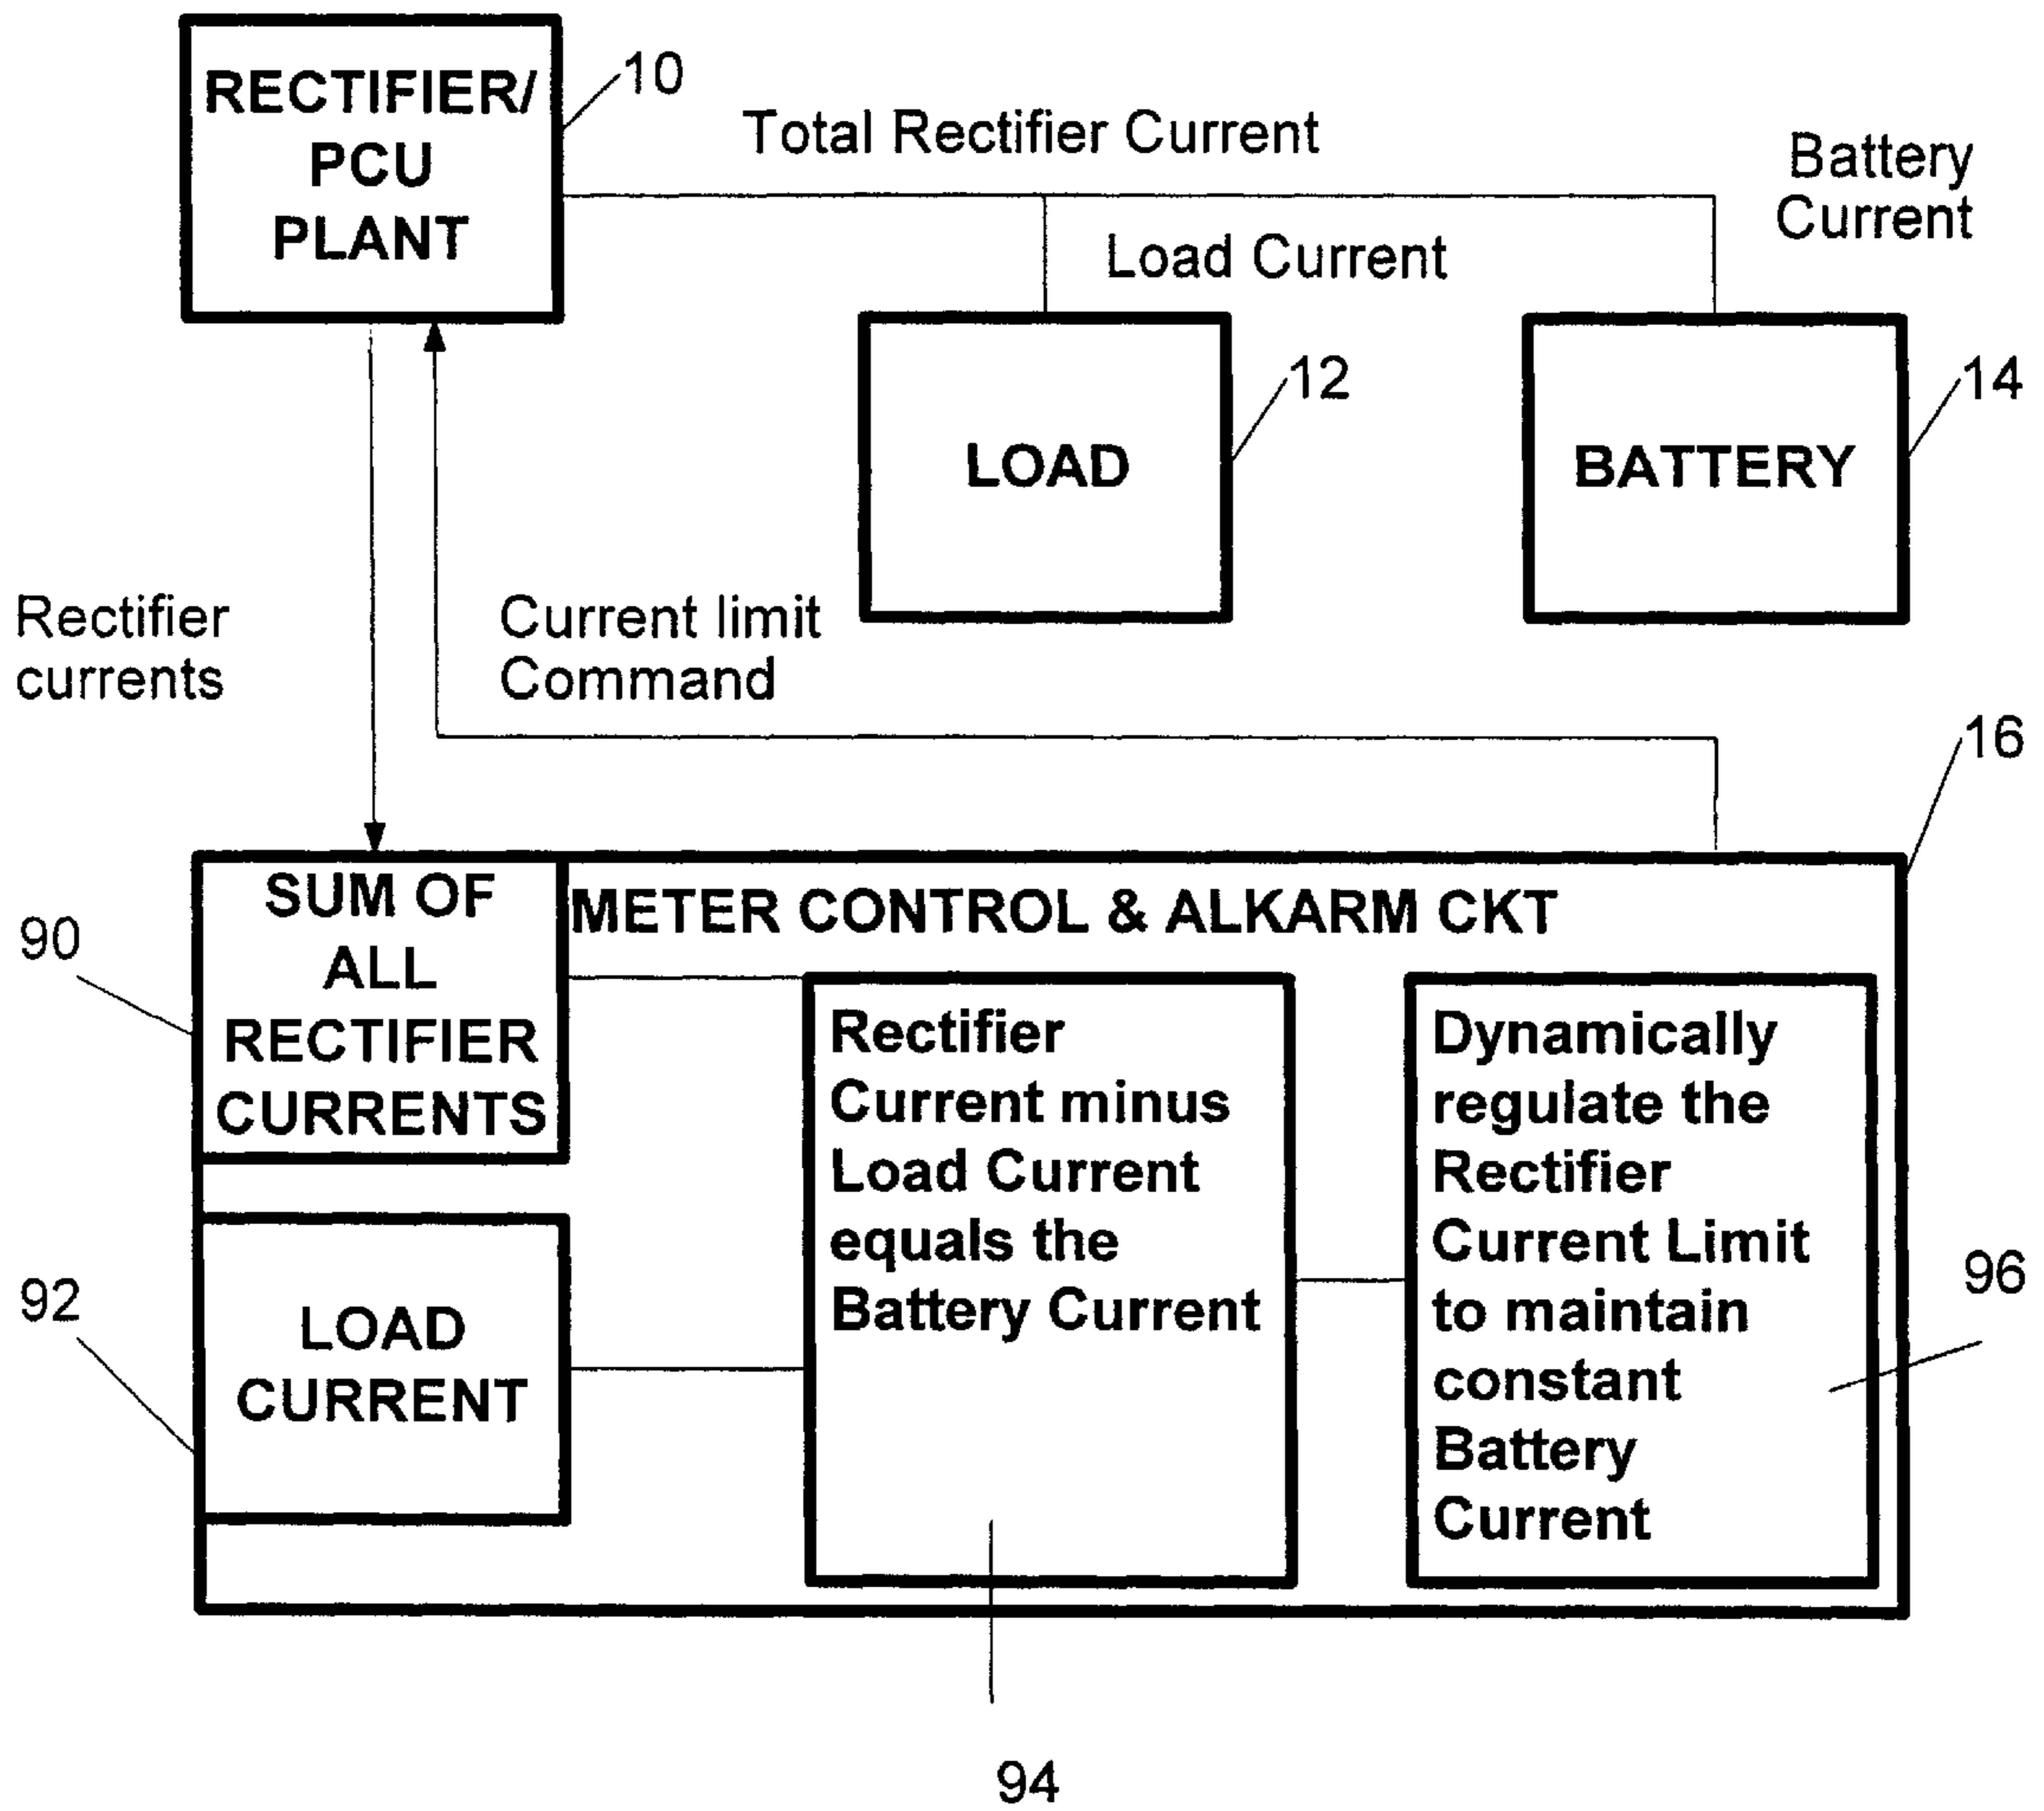 RECTIFIER/
PCU
PLANT
10
Total Rectifier Current
Battery
Current
Load Current
LOAD
12
BATTERY
14
Rectifier
currents
Current limit
Command
16
METER CONTROL & ALKARM CKT
SUM OF
ALL
RECTIFIER
CURRENTS
90
LOAD
CURRENT
92
Rectifier
Current minus
Load Current
equals the
Battery Current
94
Dynamically
regulate the
Rectifier
Current Limit
to maintain
constant
Battery
Current
96